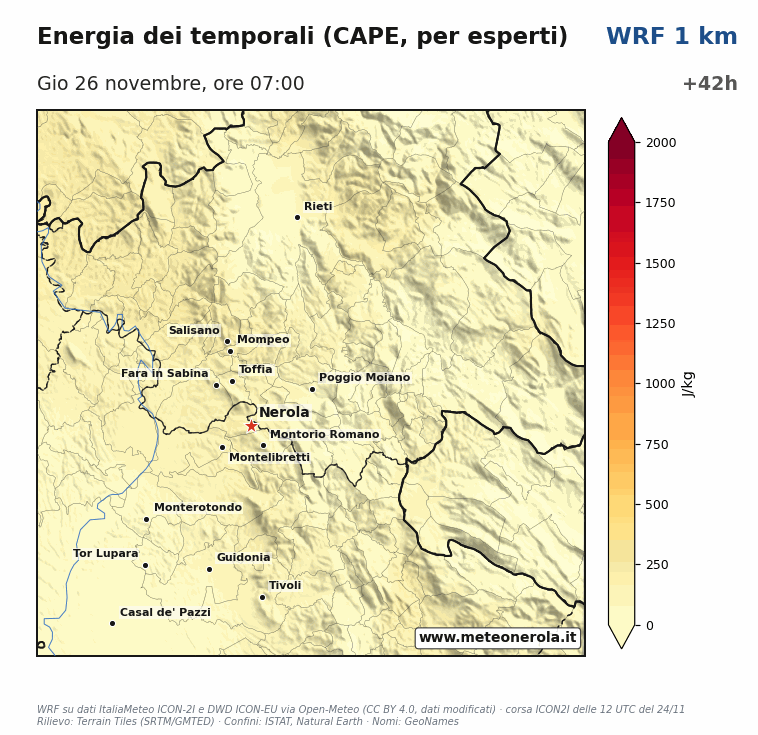 Energia dei temporali (CAPE, per esperti)
WRF 1 km
Gio 26 novembre, ore 07:00
+42h
Rieti
Salisano
Mompeo
Toffia
Fara in Sabina
Poggio Moiano
Nerola
Montorio Romano
Montelibretti
Monterotondo
Tor Lupara
Guidonia
Tivoli
Casal de' Pazzi
www.meteonerola.it
2000
1750
1500
1250
1000
750
500
250
0
J/kg
WRF su dati ItaliaMeteo ICON-2I e DWD ICON-EU via Open-Meteo (CC BY 4.0, dati modificati) · corsa ICON2I delle 12 UTC del 24/11
Rilievo: Terrain Tiles (SRTM/GMTED) · Confini: ISTAT, Natural Earth · Nomi: GeoNames